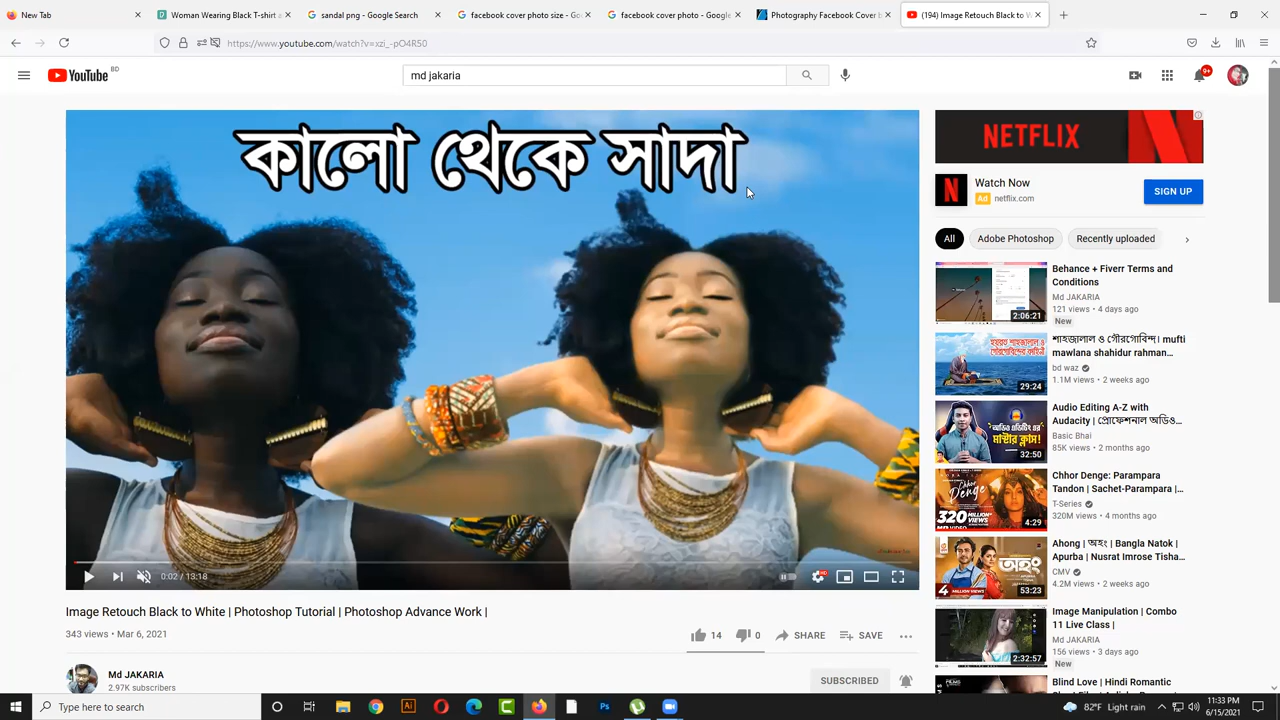 New Tab
Woman Wearing Black T-shirt a
sandal png - Google Search
facebook cover photo size - Go
facebook cover photo - Google
Photography Facebook Cover b
(194) Image Retouch Black to W
https://www.youtube.com/watch?v=xzi_-pO4R50
YouTube BD
md jakaria
9+
কালো থেকে সাদা
NETFLIX
Watch Now
Ad netflix.com
SIGN UP
All
Adobe Photoshop
Recently uploaded
Behance + Fiverr Terms and
Conditions
Md JAKARIA
121 views • 4 days ago
New
2:06:21
শাহজালাল ও গৌরগোবিন্দ। mufti
mawlana shahidur rahman...
bd waz
1.1M views • 2 weeks ago
29:24
Audio Editing A-Z with
Audacity | প্রোফেশনাল অডিও...
Basic Bhai
85K views • 2 months ago
32:50
Chhor Denge: Parampara
Tandon | Sachet-Parampara |...
T-Series
320M views • 4 months ago
4:29
Ahong | অহং | Bangla Natok |
Apurba | Nusrat Imrose Tisha...
CMV
4.2M views • 2 months ago
53:23
Image Manipulation | Combo
11 Live Class |
Md JAKARIA
156 views • 3 days ago
New
2:32:57
Blind Love | Hindi Romantic
0:02 / 13:18
HD
Image Retouch Black to White | Photoshop Tutorial | Photoshop Advance Work |
343 views • Mar 6, 2021
14
0
SHARE
SAVE
Md JAKARIA
2.97K subscribers
SUBSCRIBED
Type here to search
Ai
Ps
82°F Light rain
11:33 PM
6/15/2021